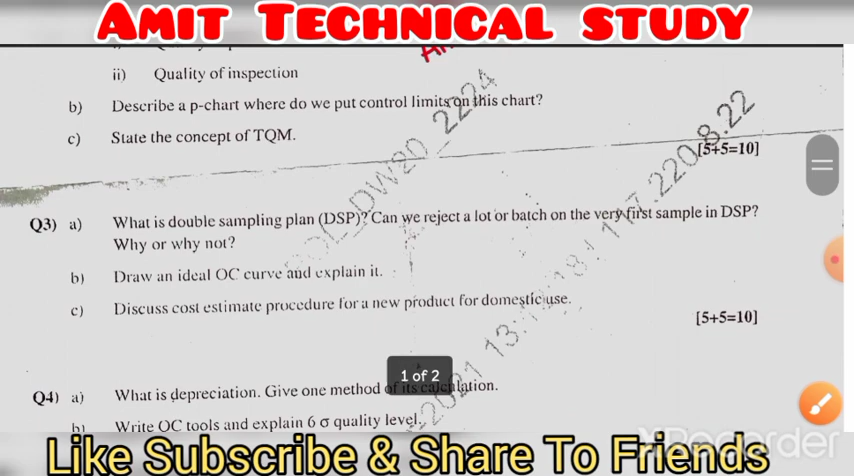 AMIT TECHNICAL STUDY
ii) Quality of inspection
b) Describe a p-chart where do we put control limits on this chart?
c) State the concept of TQM.
[5+5=10]
Q3) a) What is double sampling plan (DSP)? Can we reject a lot or batch on the very first sample in DSP?
Why or why not?
b) Draw an ideal OC curve and explain it.
c) Discuss cost estimate procedure for a new product for domestic use.
[5+5=10]
1 of 2
Q4) a) What is depreciation. Give one method of its calculation.
b) Write QC tools and explain 6 σ quality level.
Like Subscribe & Share To Friends
XRecorder